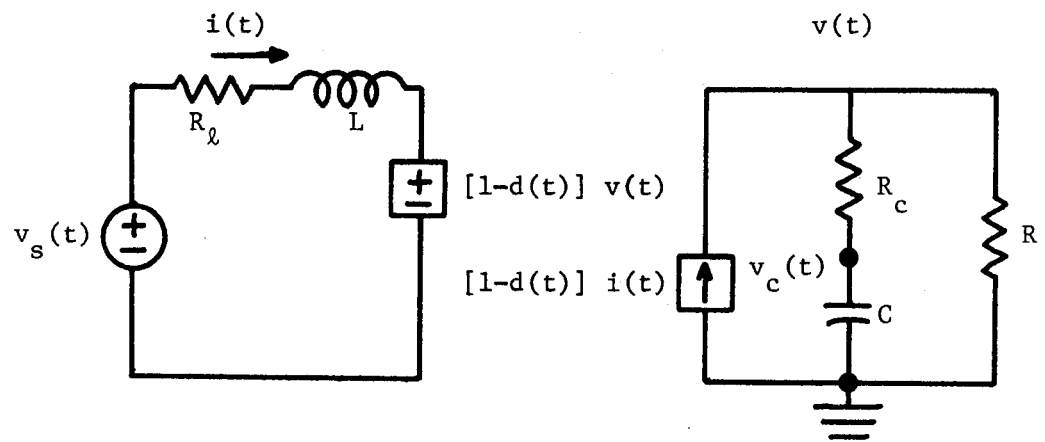 i(t)
v(t)
R_ℓ
L
[1-d(t)] v(t)
R_c
v_s(t)
R
[1-d(t)] i(t)
v_c(t)
C